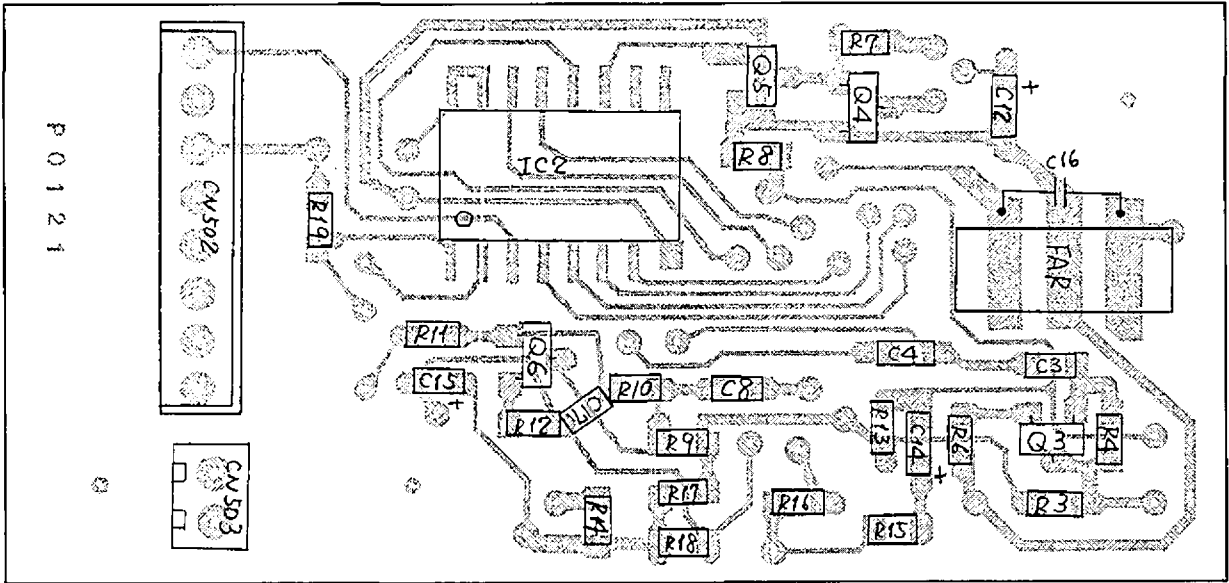 P0121
CN502
CN503
R19
IC2
Q5
R7
Q4
C12
+
R8
C16
FAR
R11
Q6
C15
+
R12
R10
C8
C4
C3
R9
R13
C14
+
R6
Q3
R4
R17
R14
R18
R16
R15
R3